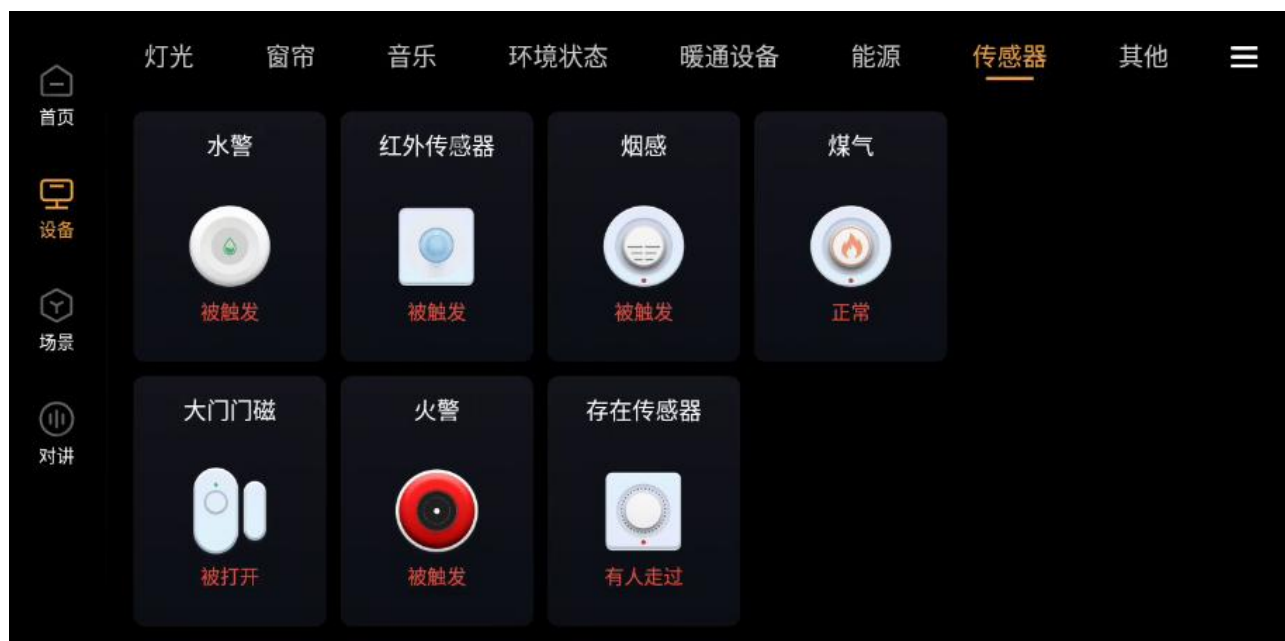 灯光 窗帘 音乐 环境状态 暖通设备 能源 传感器 其他
首页
设备
场景
对讲
水警 红外传感器 烟感 煤气
被触发 被触发 被触发 正常
大门门磁 火警 存在传感器
被打开 被触发 有人走过